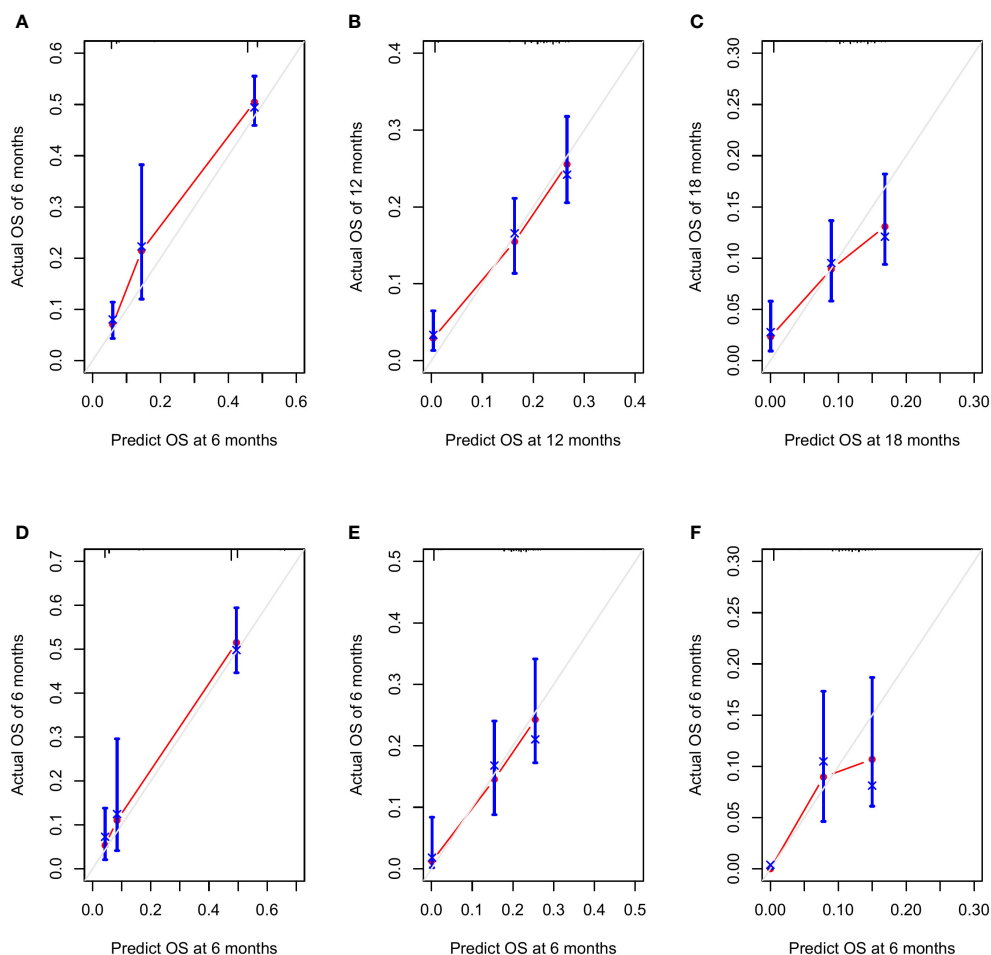 A
B
C
0.0 0.1 0.2 0.3 0.4 0.5 0.6
Actual OS of 6 months
0.0 0.2 0.4 0.6
Predict OS at 6 months
0.0 0.1 0.2 0.3 0.4
Actual OS of 12 months
0.0 0.1 0.2 0.3 0.4
Predict OS at 12 months
0.00 0.05 0.10 0.15 0.20 0.25 0.30
Actual OS of 18 months
0.00 0.10 0.20 0.30
Predict OS at 18 months
D
E
F
0.0 0.1 0.2 0.3 0.4 0.5 0.6 0.7
Actual OS of 6 months
0.0 0.2 0.4 0.6
Predict OS at 6 months
0.0 0.1 0.2 0.3 0.4 0.5
Actual OS of 6 months
0.0 0.1 0.2 0.3 0.4 0.5
Predict OS at 6 months
0.00 0.05 0.10 0.15 0.20 0.25 0.30
Actual OS of 6 months
0.00 0.10 0.20 0.30
Predict OS at 6 months